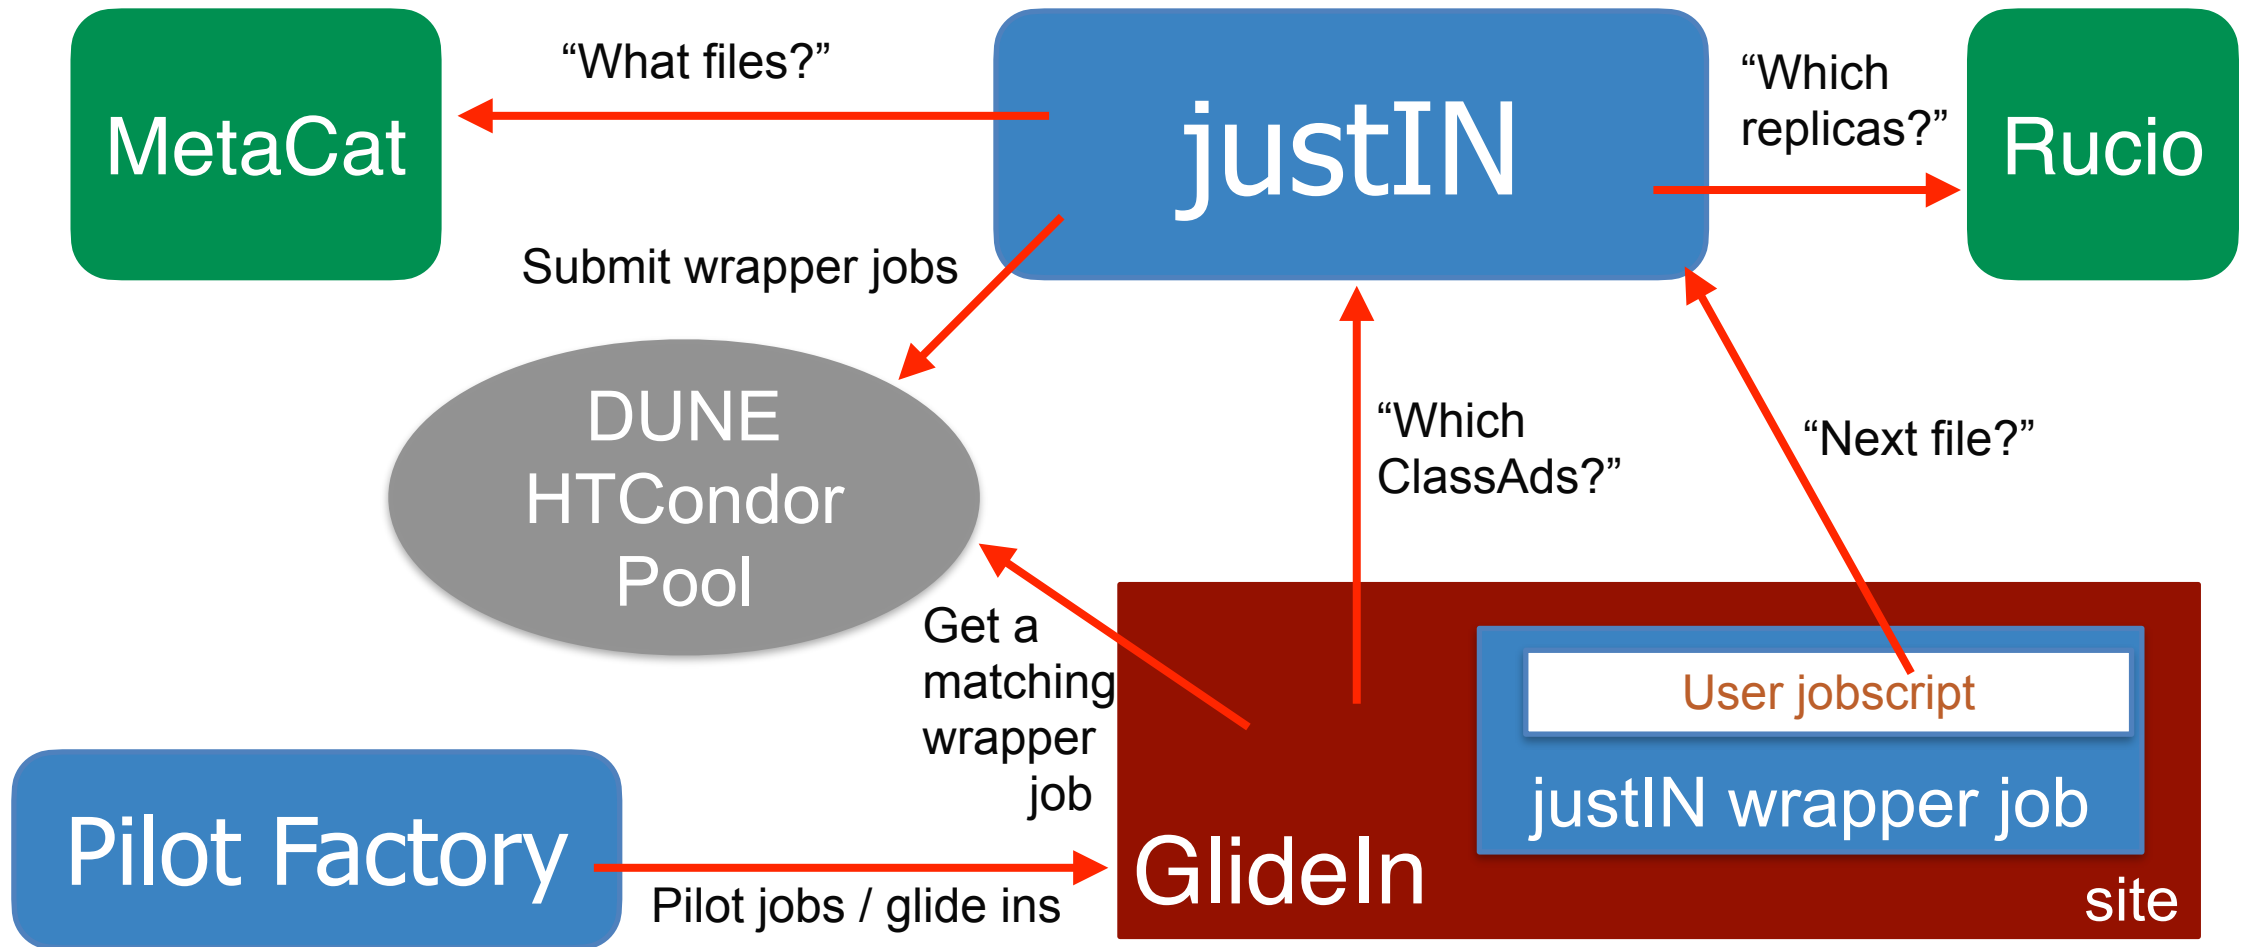 MetaCat
“What files?”
justIN
“Which
replicas?”
Rucio
Submit wrapper jobs
DUNE
HTCondor
Pool
“Which
ClassAds?”
“Next file?”
Get a
matching
wrapper
job
User jobscript
justIN wrapper job
Pilot Factory
Pilot jobs / glide ins
GlideIn
site